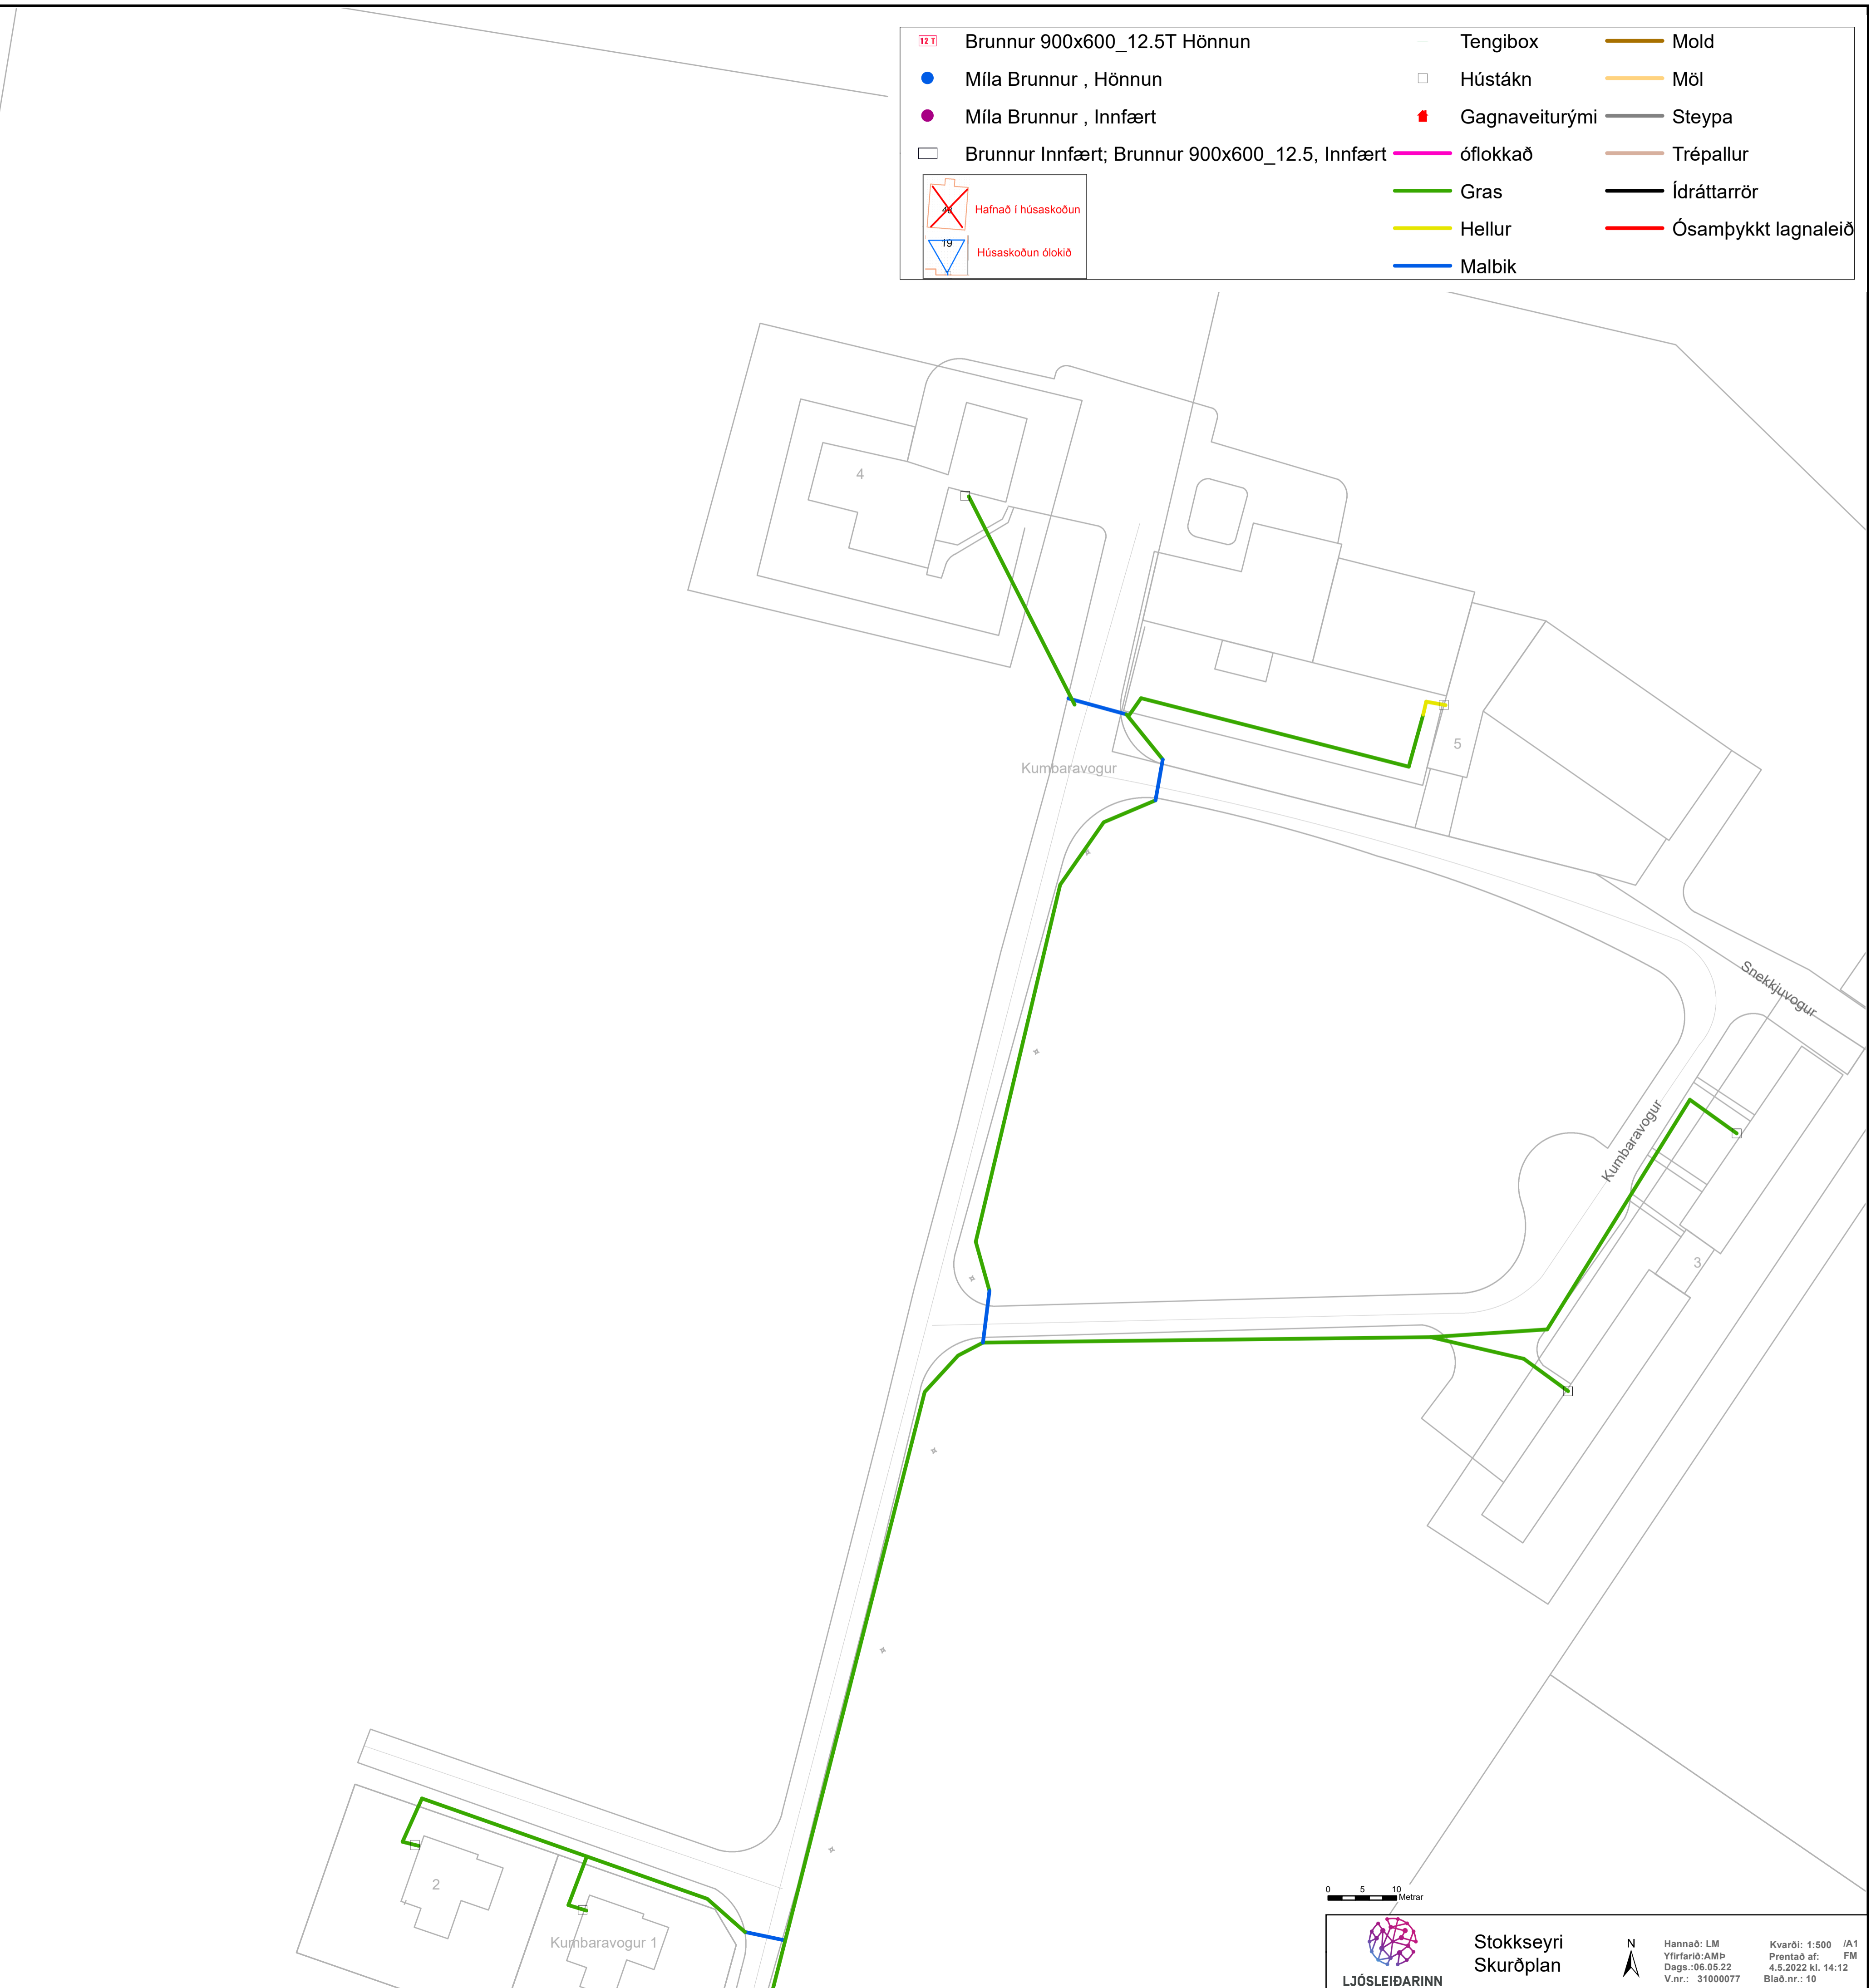 12 T Brunnur 900x600_12.5T Hönnun
Míla Brunnur , Hönnun
Míla Brunnur , Innfært
Brunnur Innfært; Brunnur 900x600_12.5, Innfært
Hafnað í húsaskoðun
19
Húsaskoðun ólokið
Tengibox
Hústákn
Gagnaveiturými
óflokkað
Gras
Hellur
Malbik
Mold
Möl
Steypa
Trépallur
Ídráttarrör
Ósamþykkt lagnaleið
4
5
Kumbaravogur
Snekkjuvogur
Kumbaravogur
3
2
Kumbaravogur 1
0 5 10
Metrar
LJÓSLEIÐARINN
Stokkseyri
Skurðplan
N
Hannað: LM
Yfirfarið:AMÞ
Dags.:06.05.22
V.nr.: 31000077
Kvarði: 1:500 /A1
Prentað af: FM
4.5.2022 kl. 14:12
Blað.nr.: 10